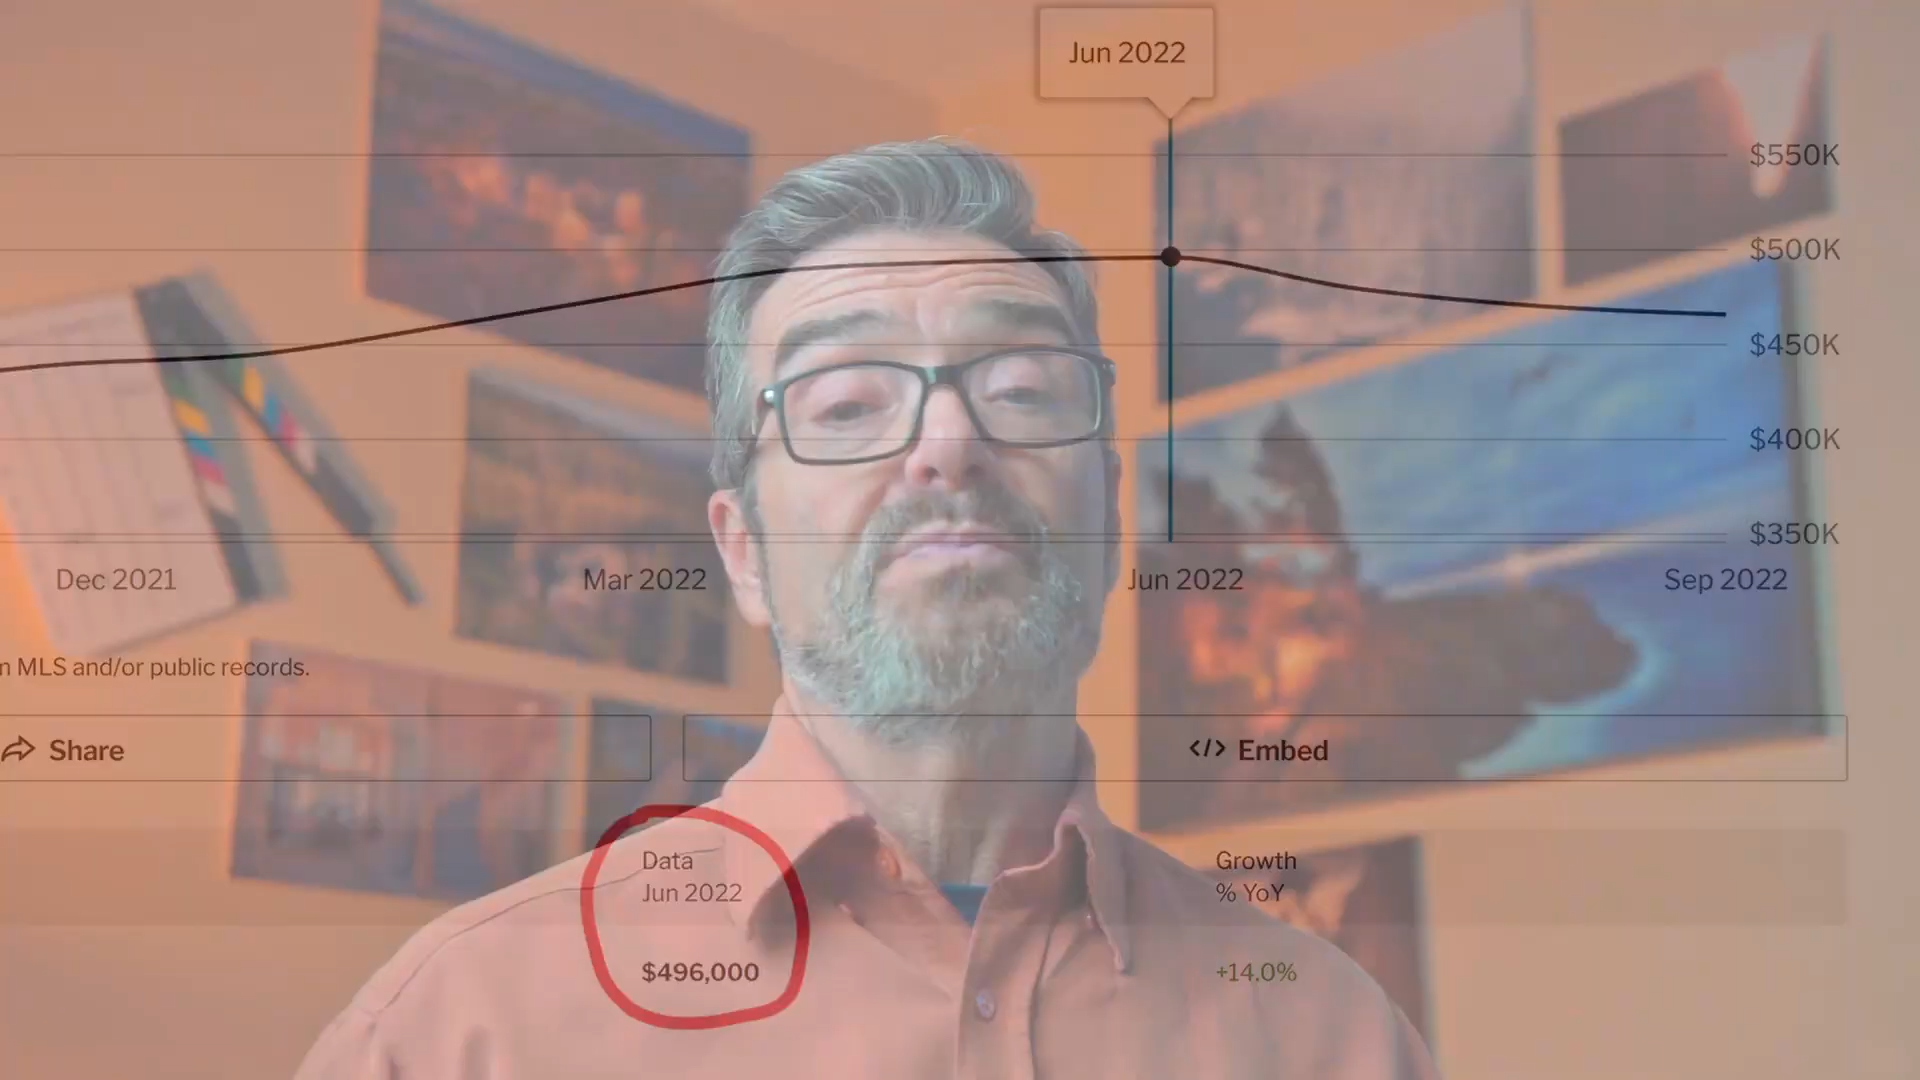 Jun 2022
$550K
$500K
$450K
$400K
$350K
Dec 2021
Mar 2022
Jun 2022
Sep 2022
MLS and/or public records.
Share
</> Embed
Data
Jun 2022
$496,000
Growth
% YoY
+14.0%